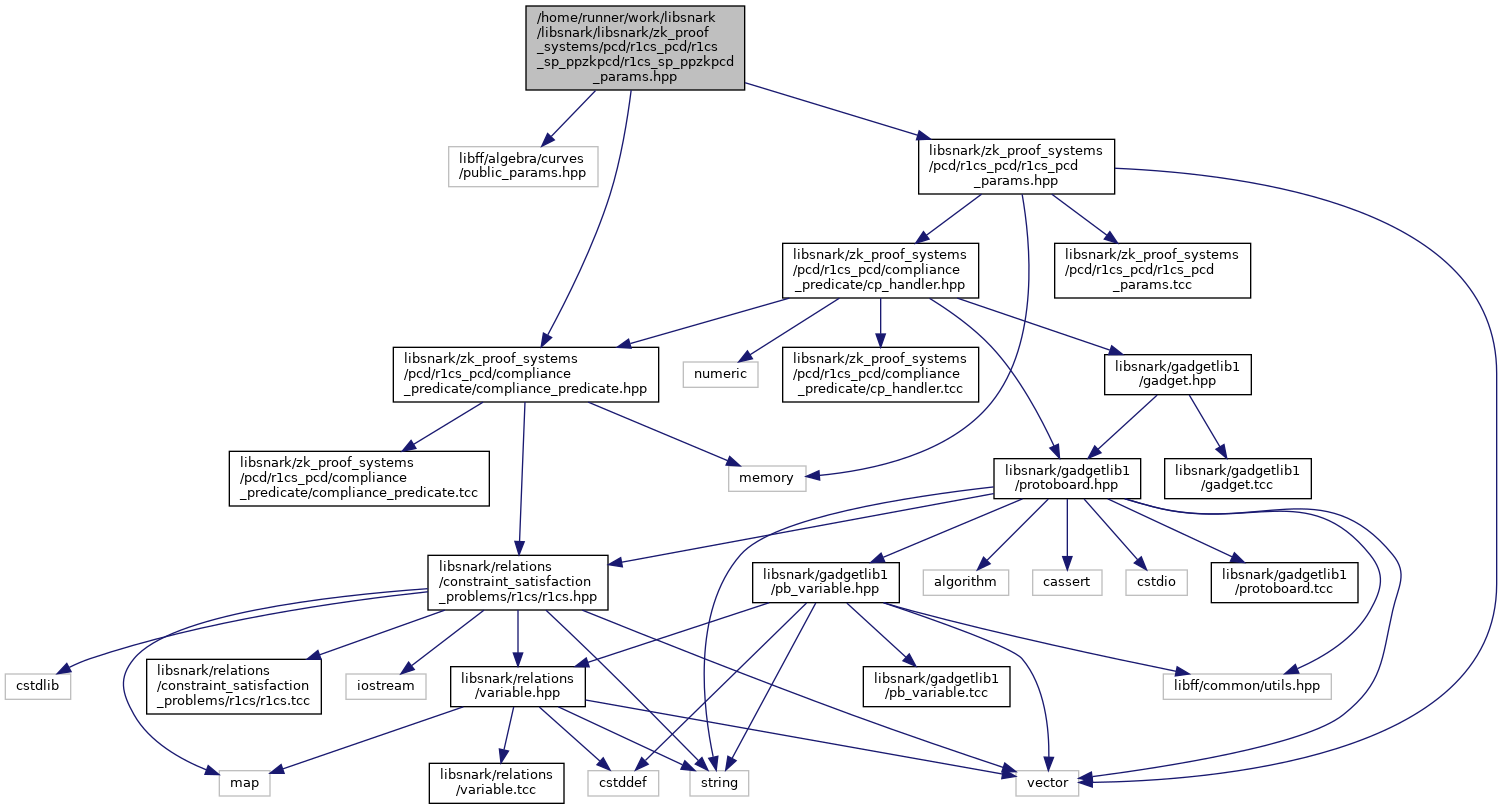 /home/runner/work/libsnark
/libsnark/libsnark/zk_proof
_systems/pcd/r1cs_pcd/r1cs
_sp_ppzkpcd/r1cs_sp_ppzkpcd
_params.hpp
libff/algebra/curves
/public_params.hpp
libsnark/zk_proof_systems
/pcd/r1cs_pcd/r1cs_pcd
_params.hpp
libsnark/zk_proof_systems
/pcd/r1cs_pcd/compliance
_predicate/cp_handler.hpp
libsnark/zk_proof_systems
/pcd/r1cs_pcd/r1cs_pcd
_params.tcc
libsnark/zk_proof_systems
/pcd/r1cs_pcd/compliance
_predicate/compliance_predicate.hpp
numeric
libsnark/zk_proof_systems
/pcd/r1cs_pcd/compliance
_predicate/cp_handler.tcc
libsnark/gadgetlib1
/gadget.hpp
libsnark/zk_proof_systems
/pcd/r1cs_pcd/compliance
_predicate/compliance_predicate.tcc
memory
libsnark/gadgetlib1
/protoboard.hpp
libsnark/gadgetlib1
/gadget.tcc
libsnark/relations
/constraint_satisfaction
_problems/r1cs/r1cs.hpp
libsnark/gadgetlib1
/pb_variable.hpp
algorithm
cassert
cstdio
libsnark/gadgetlib1
/protoboard.tcc
cstdlib
libsnark/relations
/constraint_satisfaction
_problems/r1cs/r1cs.tcc
iostream
libsnark/relations
/variable.hpp
libsnark/gadgetlib1
/pb_variable.tcc
libff/common/utils.hpp
map
libsnark/relations
/variable.tcc
cstddef
string
vector